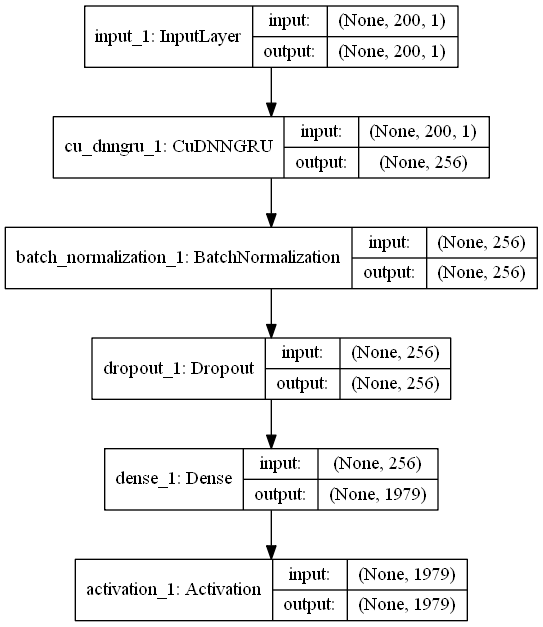 input_1: InputLayer
input: (None, 200, 1)
output: (None, 200, 1)
cu_dnngru_1: CuDNNGRU
input: (None, 200, 1)
output: (None, 256)
batch_normalization_1: BatchNormalization
input: (None, 256)
output: (None, 256)
dropout_1: Dropout
input: (None, 256)
output: (None, 256)
dense_1: Dense
input: (None, 256)
output: (None, 1979)
activation_1: Activation
input: (None, 1979)
output: (None, 1979)